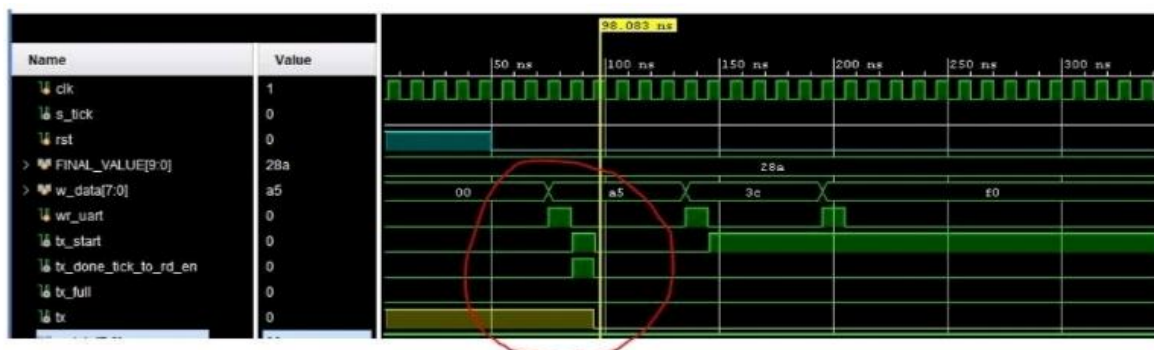 98.083 ns
Name Value
50 ns 100 ns 150 ns 200 ns 250 ns 300 ns
clk 1
s_tick 0
rst 0
FINAL_VALUE[9:0] 28a 28a
w_data[7:0] a5 00 a5 3c f0
wr_uart 0
tx_start 0
tx_done_tick_to_rd_en 0
tx_full 0
tx 0